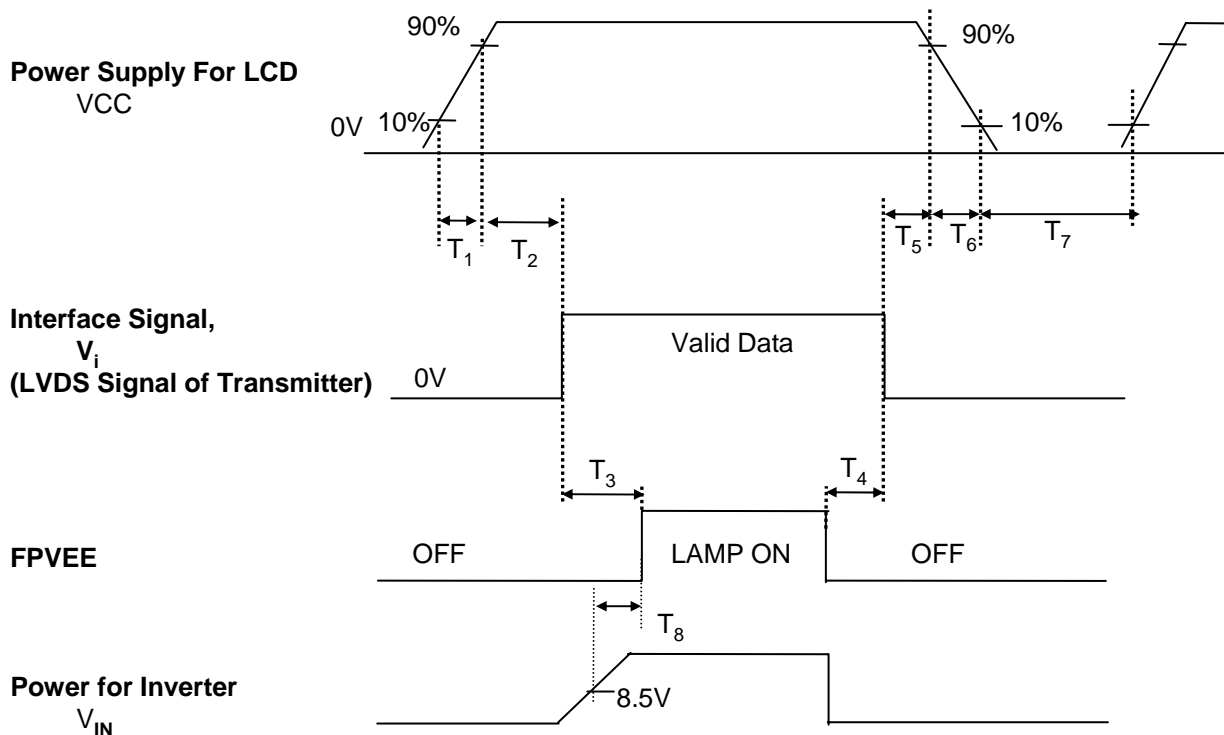 90%
90%
Power Supply For LCD
VCC
0V 10%
10%
T1 T2 T5 T6 T7
Interface Signal,
Vi
(LVDS Signal of Transmitter)
0V
Valid Data
T3 T4
FPVEE
OFF LAMP ON OFF
T8
Power for Inverter
VIN
8.5V